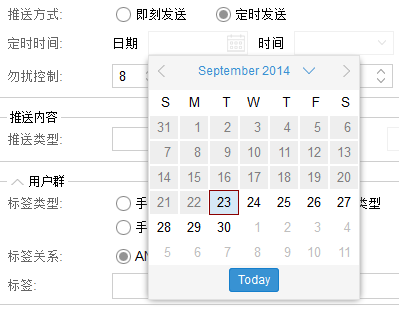 推送方式: 即刻发送 定时发送
定时时间: 日期 时间
勿扰控制: 8
September 2014
S M T W T F S
31 1 2 3 4 5 6
7 8 9 10 11 12 13
14 15 16 17 18 19 20
21 22 23 24 25 26 27
28 29 30 1 2 3 4
5 6 7 8 9 10 11
Today
推送内容
推送类型:
用户群
标签类型: 手 类型
手
标签关系: AN
标签: